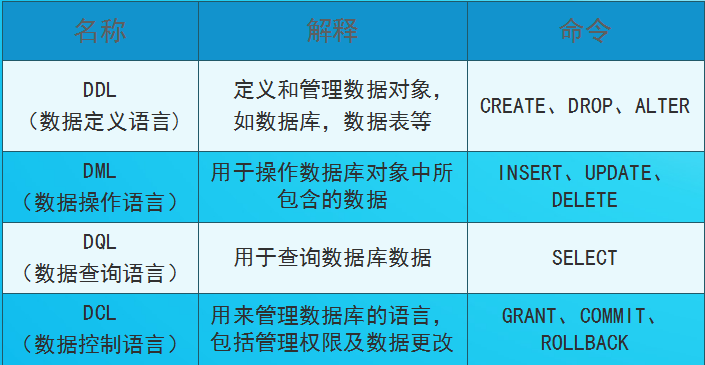 名称
解释
命令
DDL
（数据定义语言）
定义和管理数据对象，
如数据库，数据表等
CREATE、DROP、ALTER
DML
（数据操作语言）
用于操作数据库对象中所
包含的数据
INSERT、UPDATE、
DELETE
DQL
（数据查询语言）
用于查询数据库数据
SELECT
DCL
（数据控制语言）
用来管理数据库的语言，
包括管理权限及数据更改
GRANT、COMMIT、
ROLLBACK